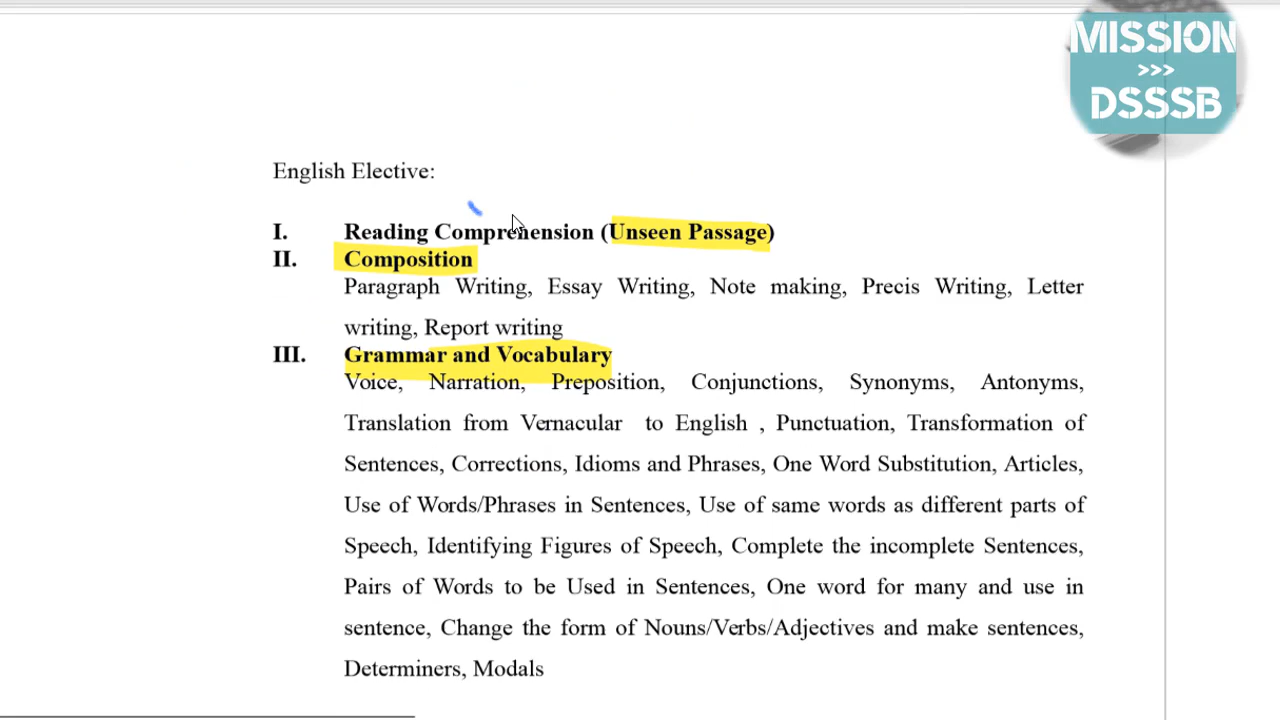 MISSION
>>>
DSSSB
English Elective:
I. Reading Comprehension (Unseen Passage)
II. Composition
Paragraph Writing, Essay Writing, Note making, Precis Writing, Letter
writing, Report writing
III. Grammar and Vocabulary
Voice, Narration, Preposition, Conjunctions, Synonyms, Antonyms,
Translation from Vernacular to English , Punctuation, Transformation of
Sentences, Corrections, Idioms and Phrases, One Word Substitution, Articles,
Use of Words/Phrases in Sentences, Use of same words as different parts of
Speech, Identifying Figures of Speech, Complete the incomplete Sentences,
Pairs of Words to be Used in Sentences, One word for many and use in
sentence, Change the form of Nouns/Verbs/Adjectives and make sentences,
Determiners, Modals